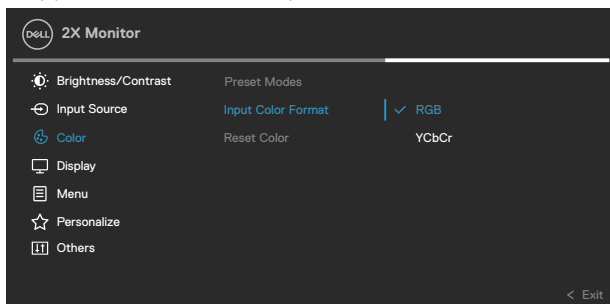 DELL 2X Monitor
Brightness/Contrast Preset Modes
Input Source Input Color Format RGB
Color Reset Color YCbCr
Display
Menu
Personalize
Others
< Exit